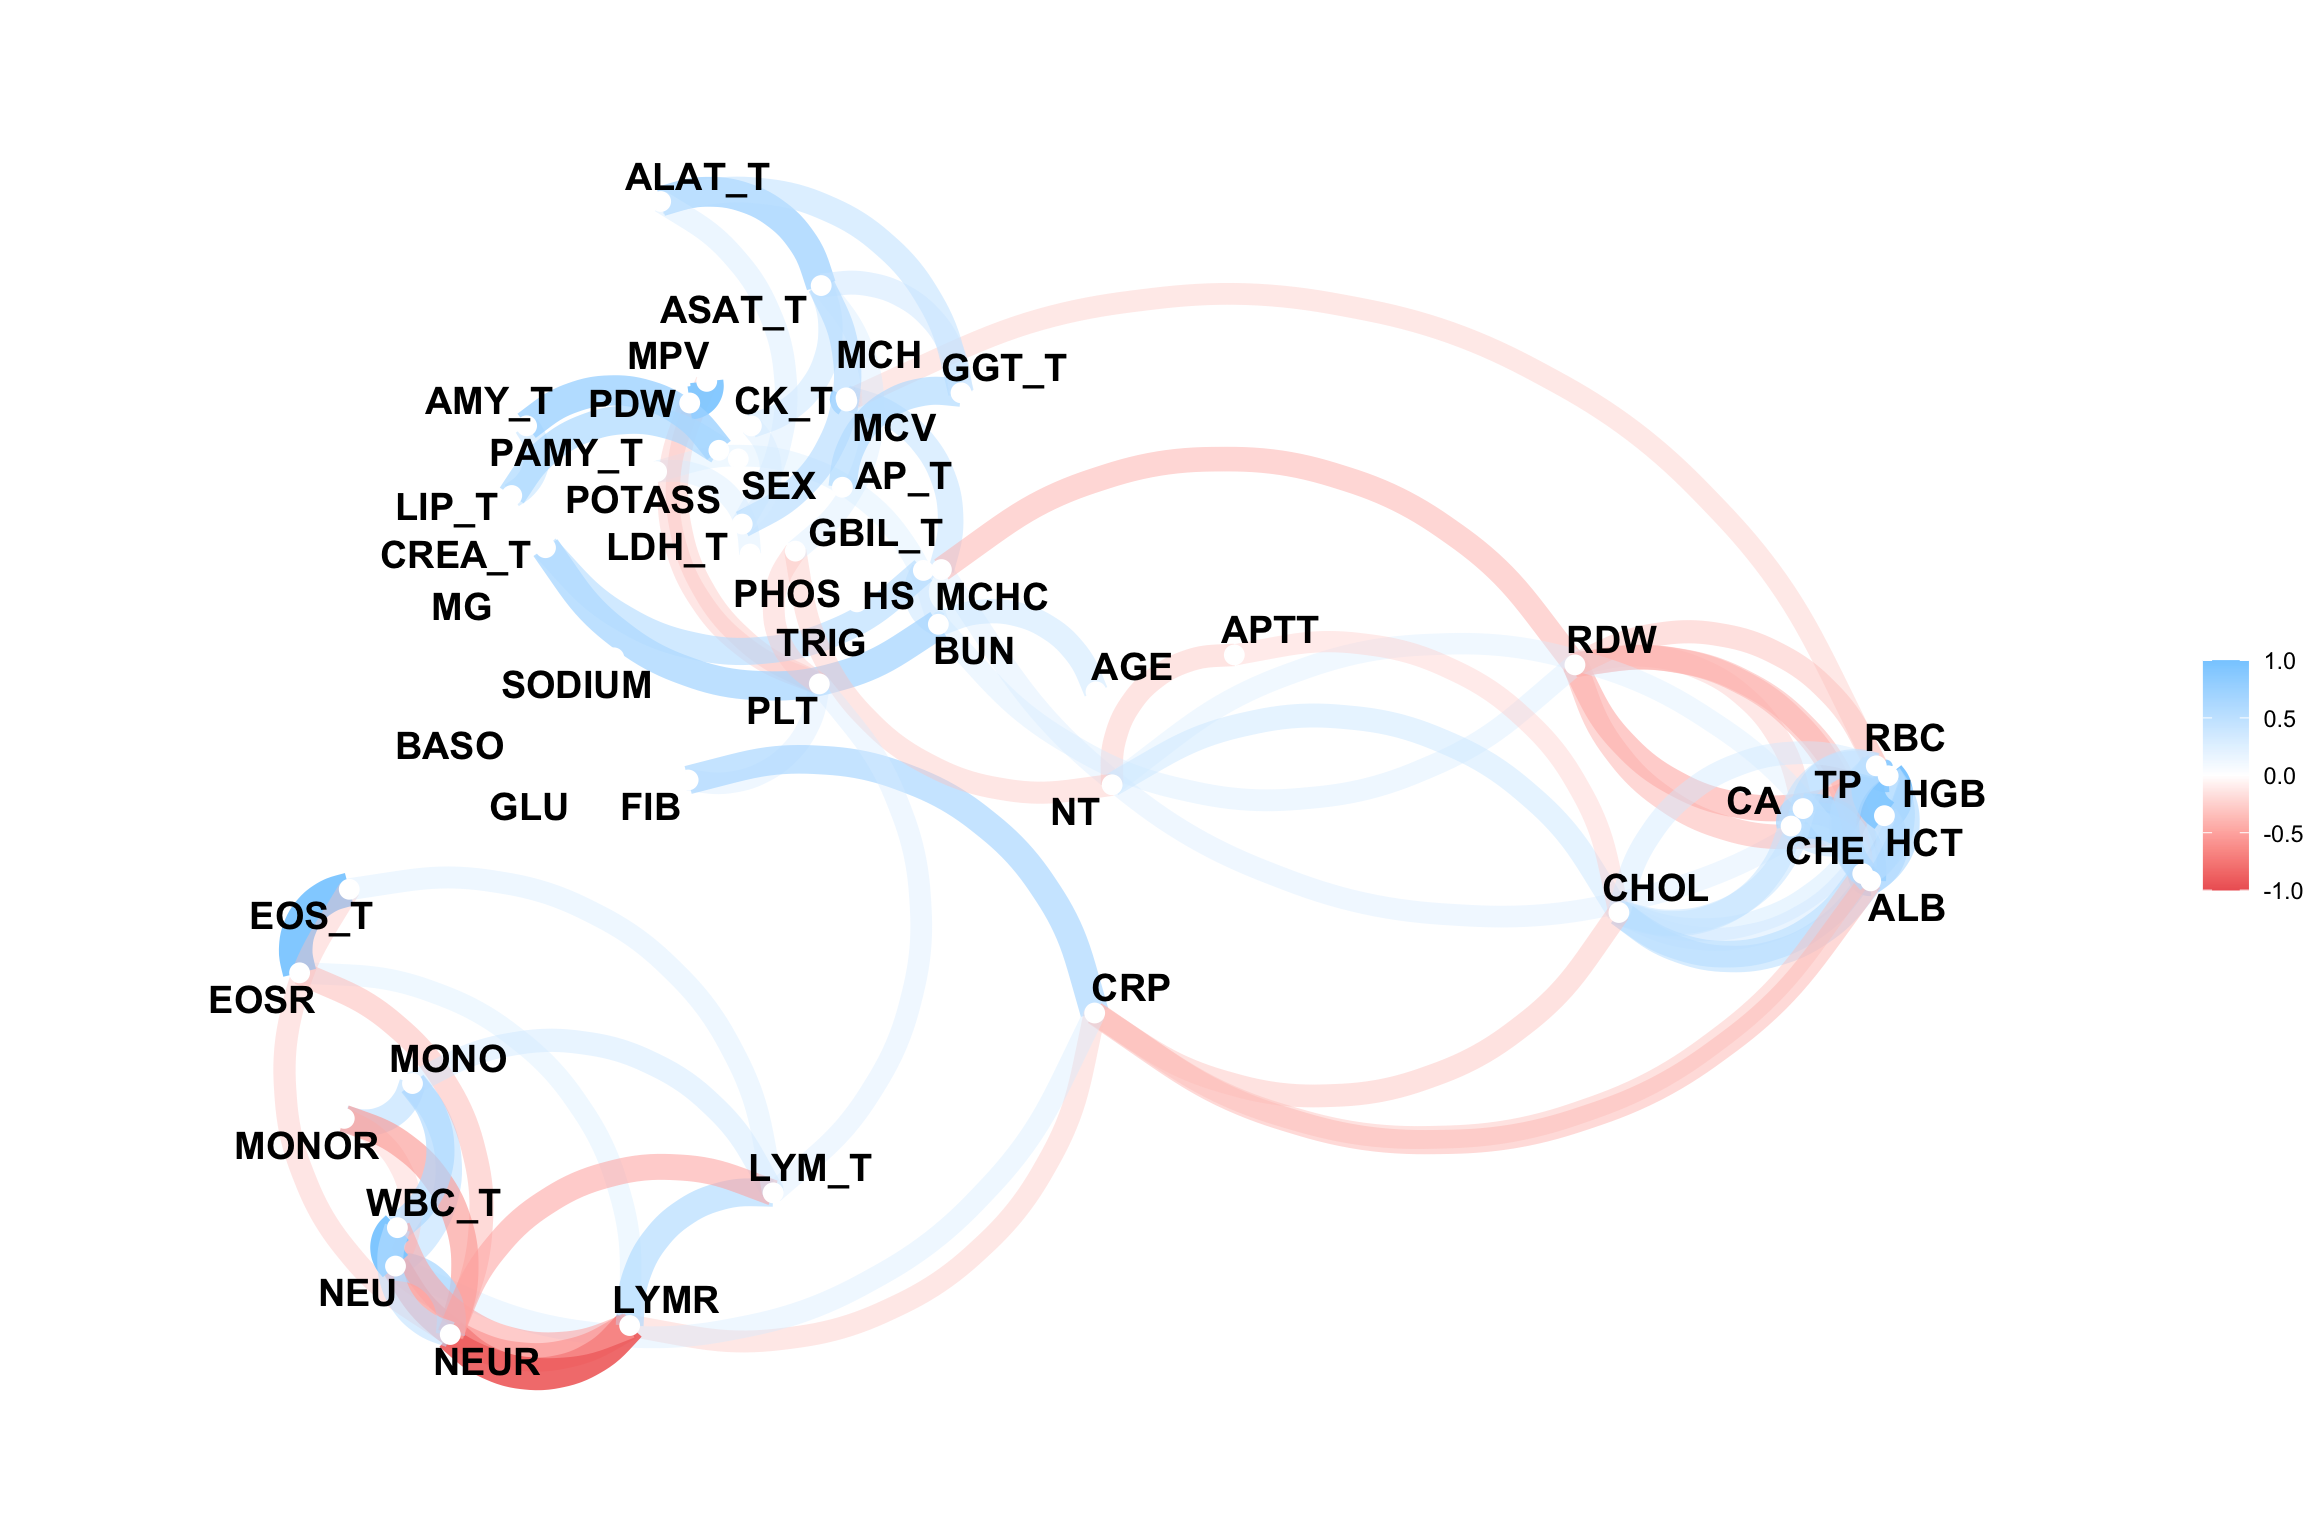 ALAT_T
ASAT_T
MPV
MCH
GGT_T
AMY_T
PDW
CK_T
MCV
PAMY_T
AP_T
SEX
LIP_T
POTASS
GBIL_T
CREA_T
LDH_T
MG
PHOS
HS
MCHC
TRIG
BUN
APTT
AGE
RDW
SODIUM
PLT
BASO
RBC
GLU
FIB
NT
CA
TP
HGB
CHE
HCT
CHOL
ALB
EOS_T
EOSR
CRP
MONO
MONOR
LYM_T
WBC_T
NEU
LYMR
NEUR
1.0
0.5
0.0
-0.5
-1.0